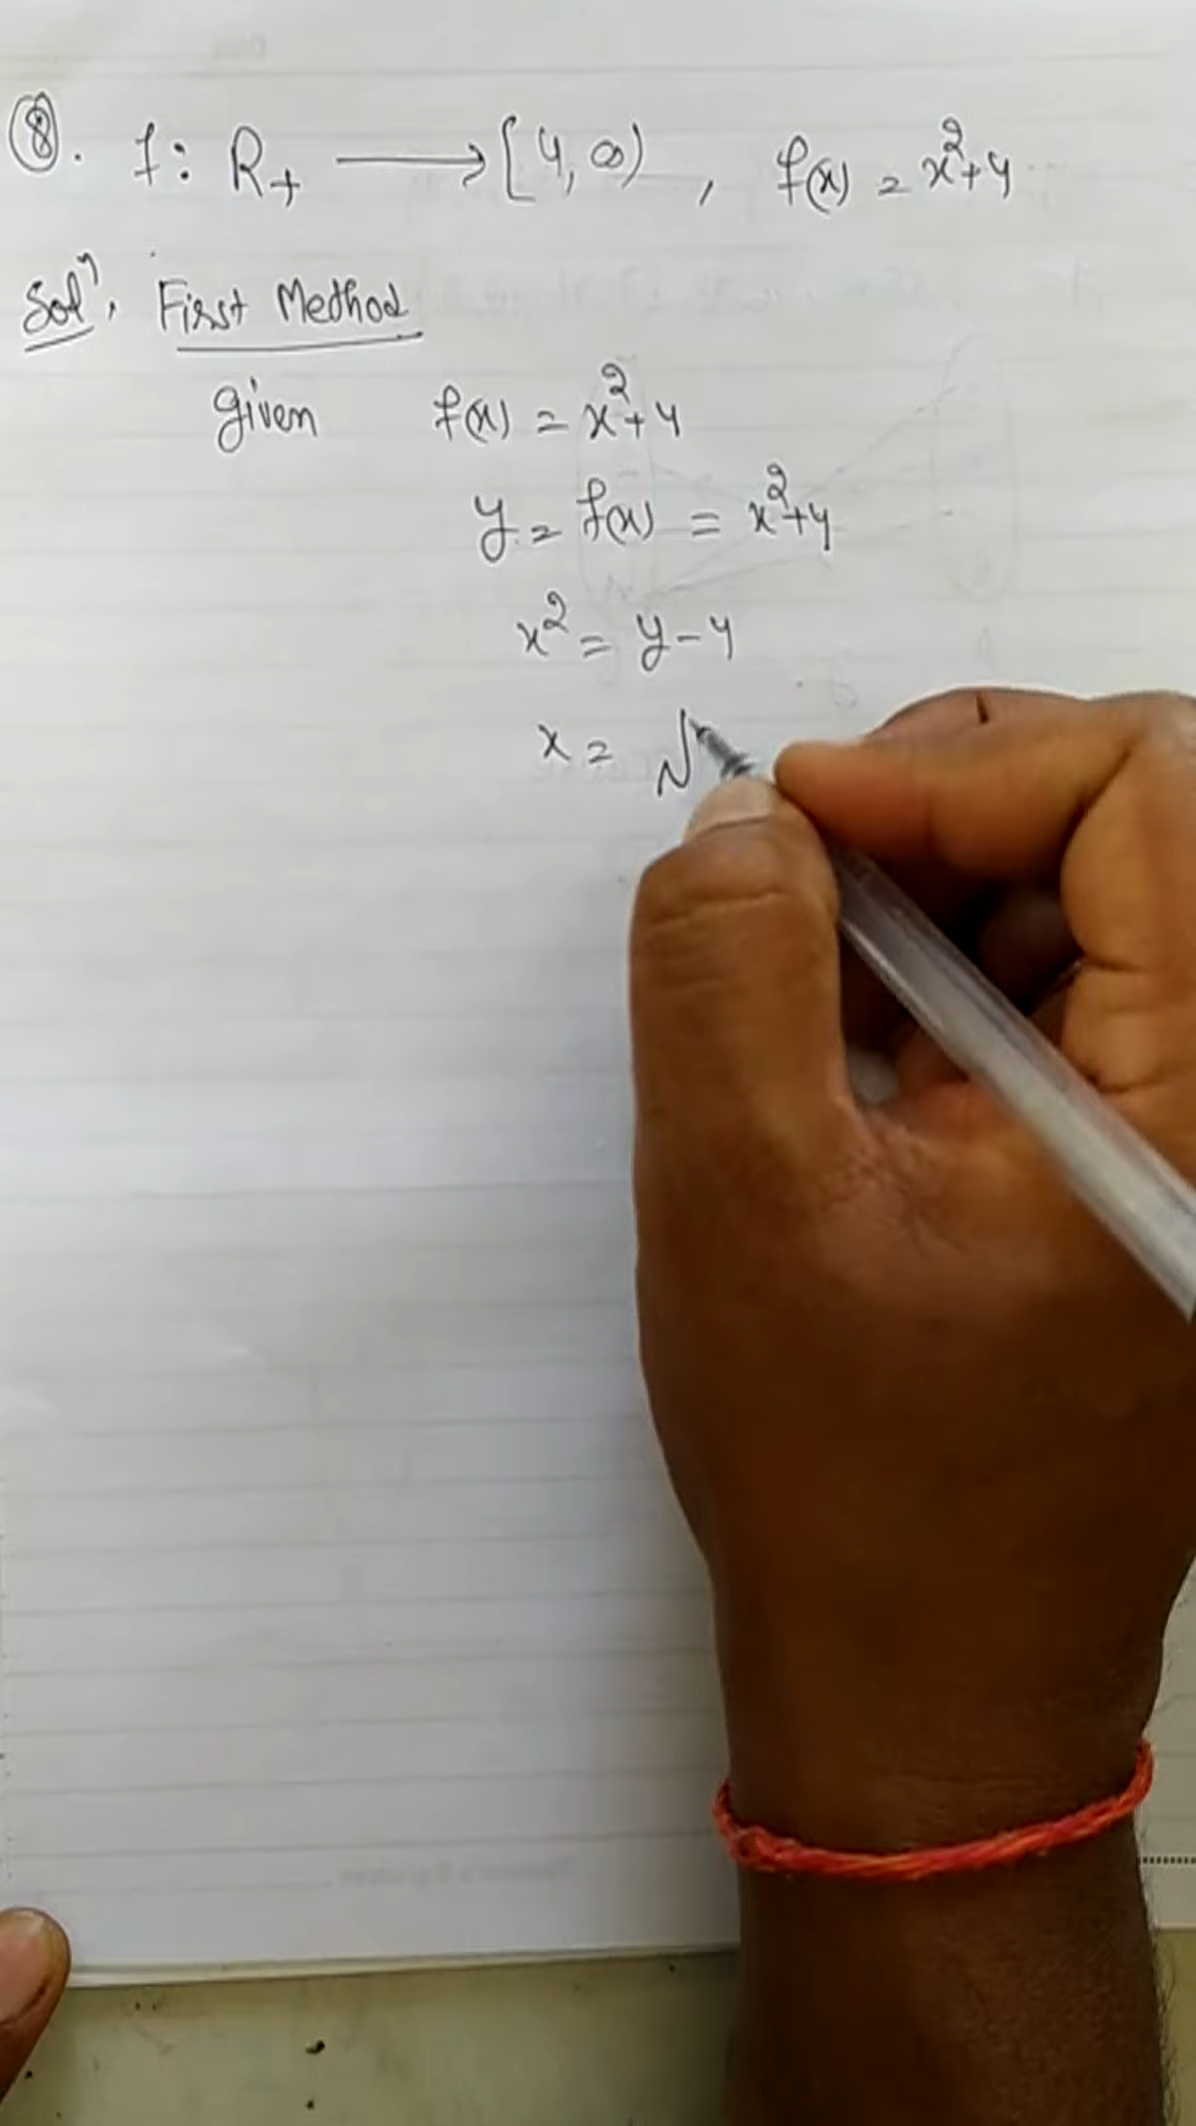 ⑧. f: R₊ ⟶ [4, ∞) , f(x) = x²+4
Solⁿ. First Method
given f(x) = x²+4
y = f(x) = x²+4
x² = y-4
x = √